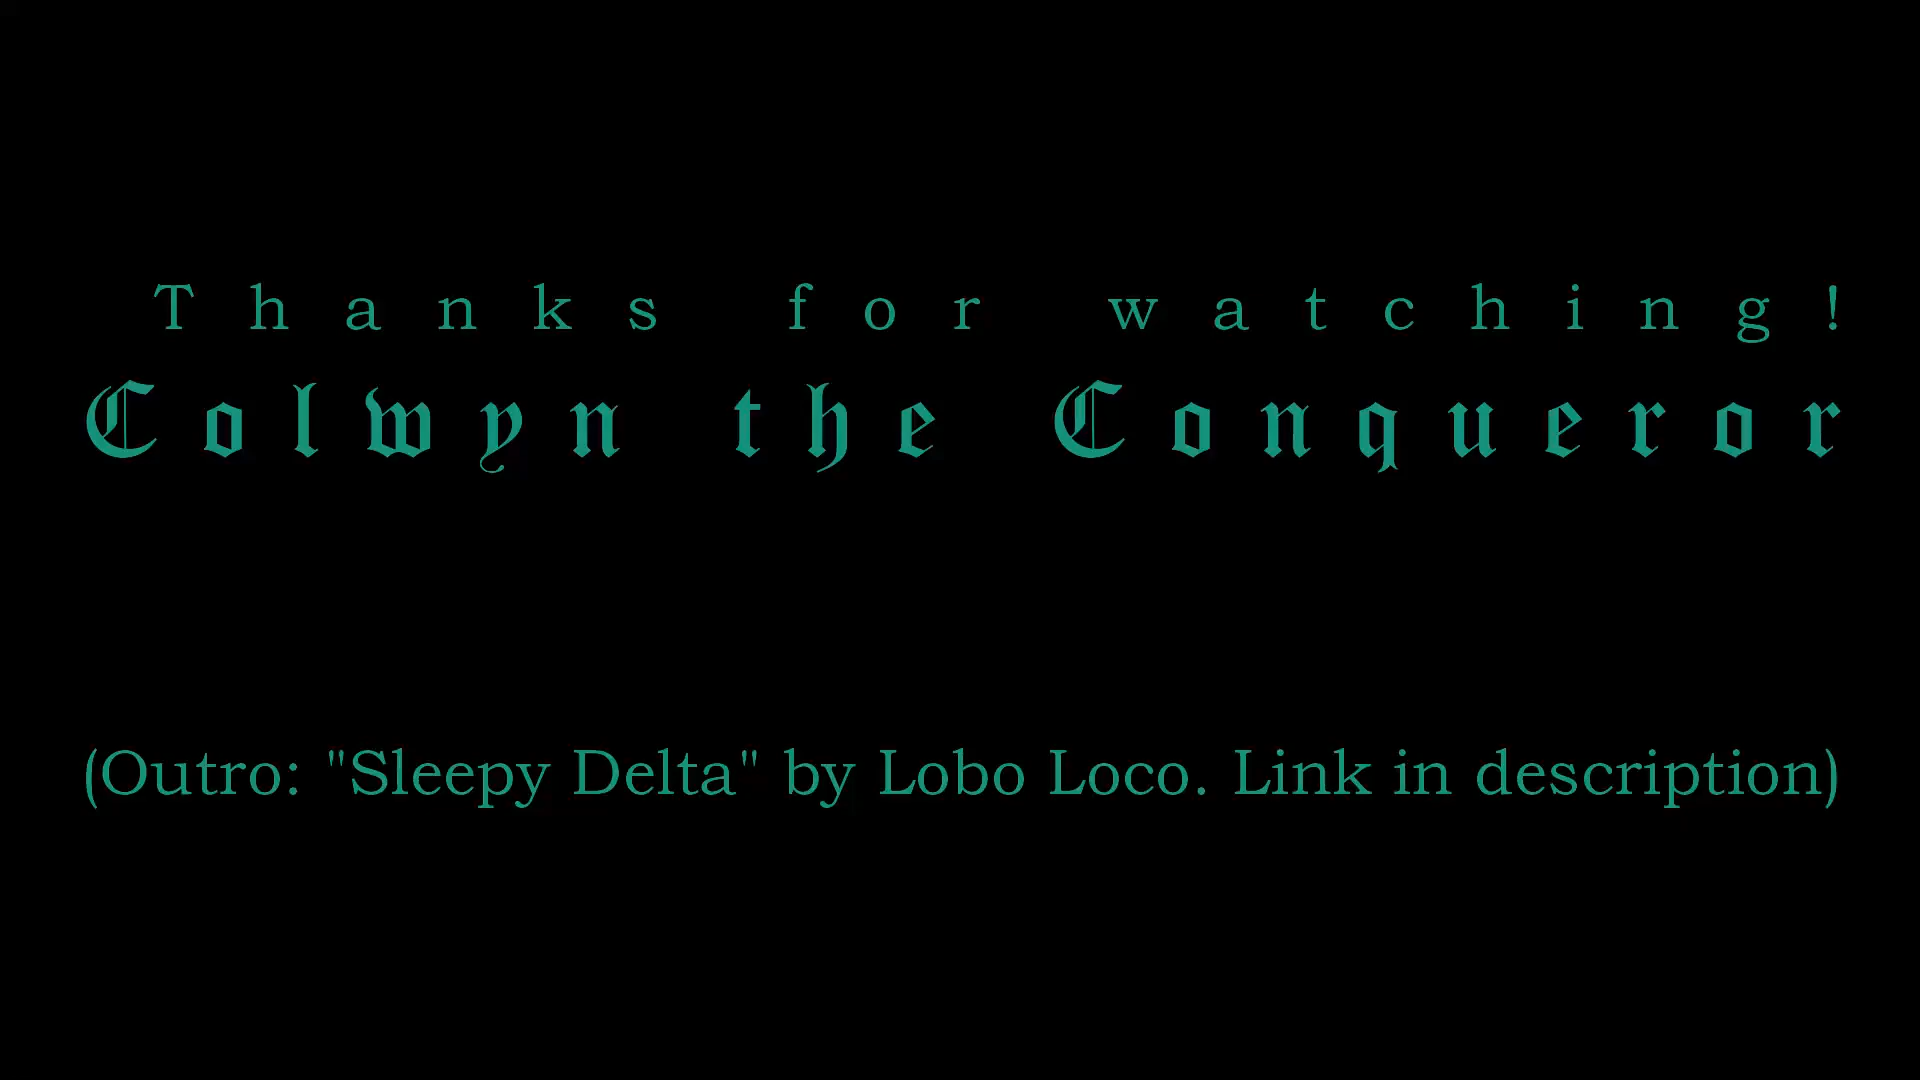 Thanks for watching!
Colwyn the Conqueror
(Outro: "Sleepy Delta" by Lobo Loco. Link in description)